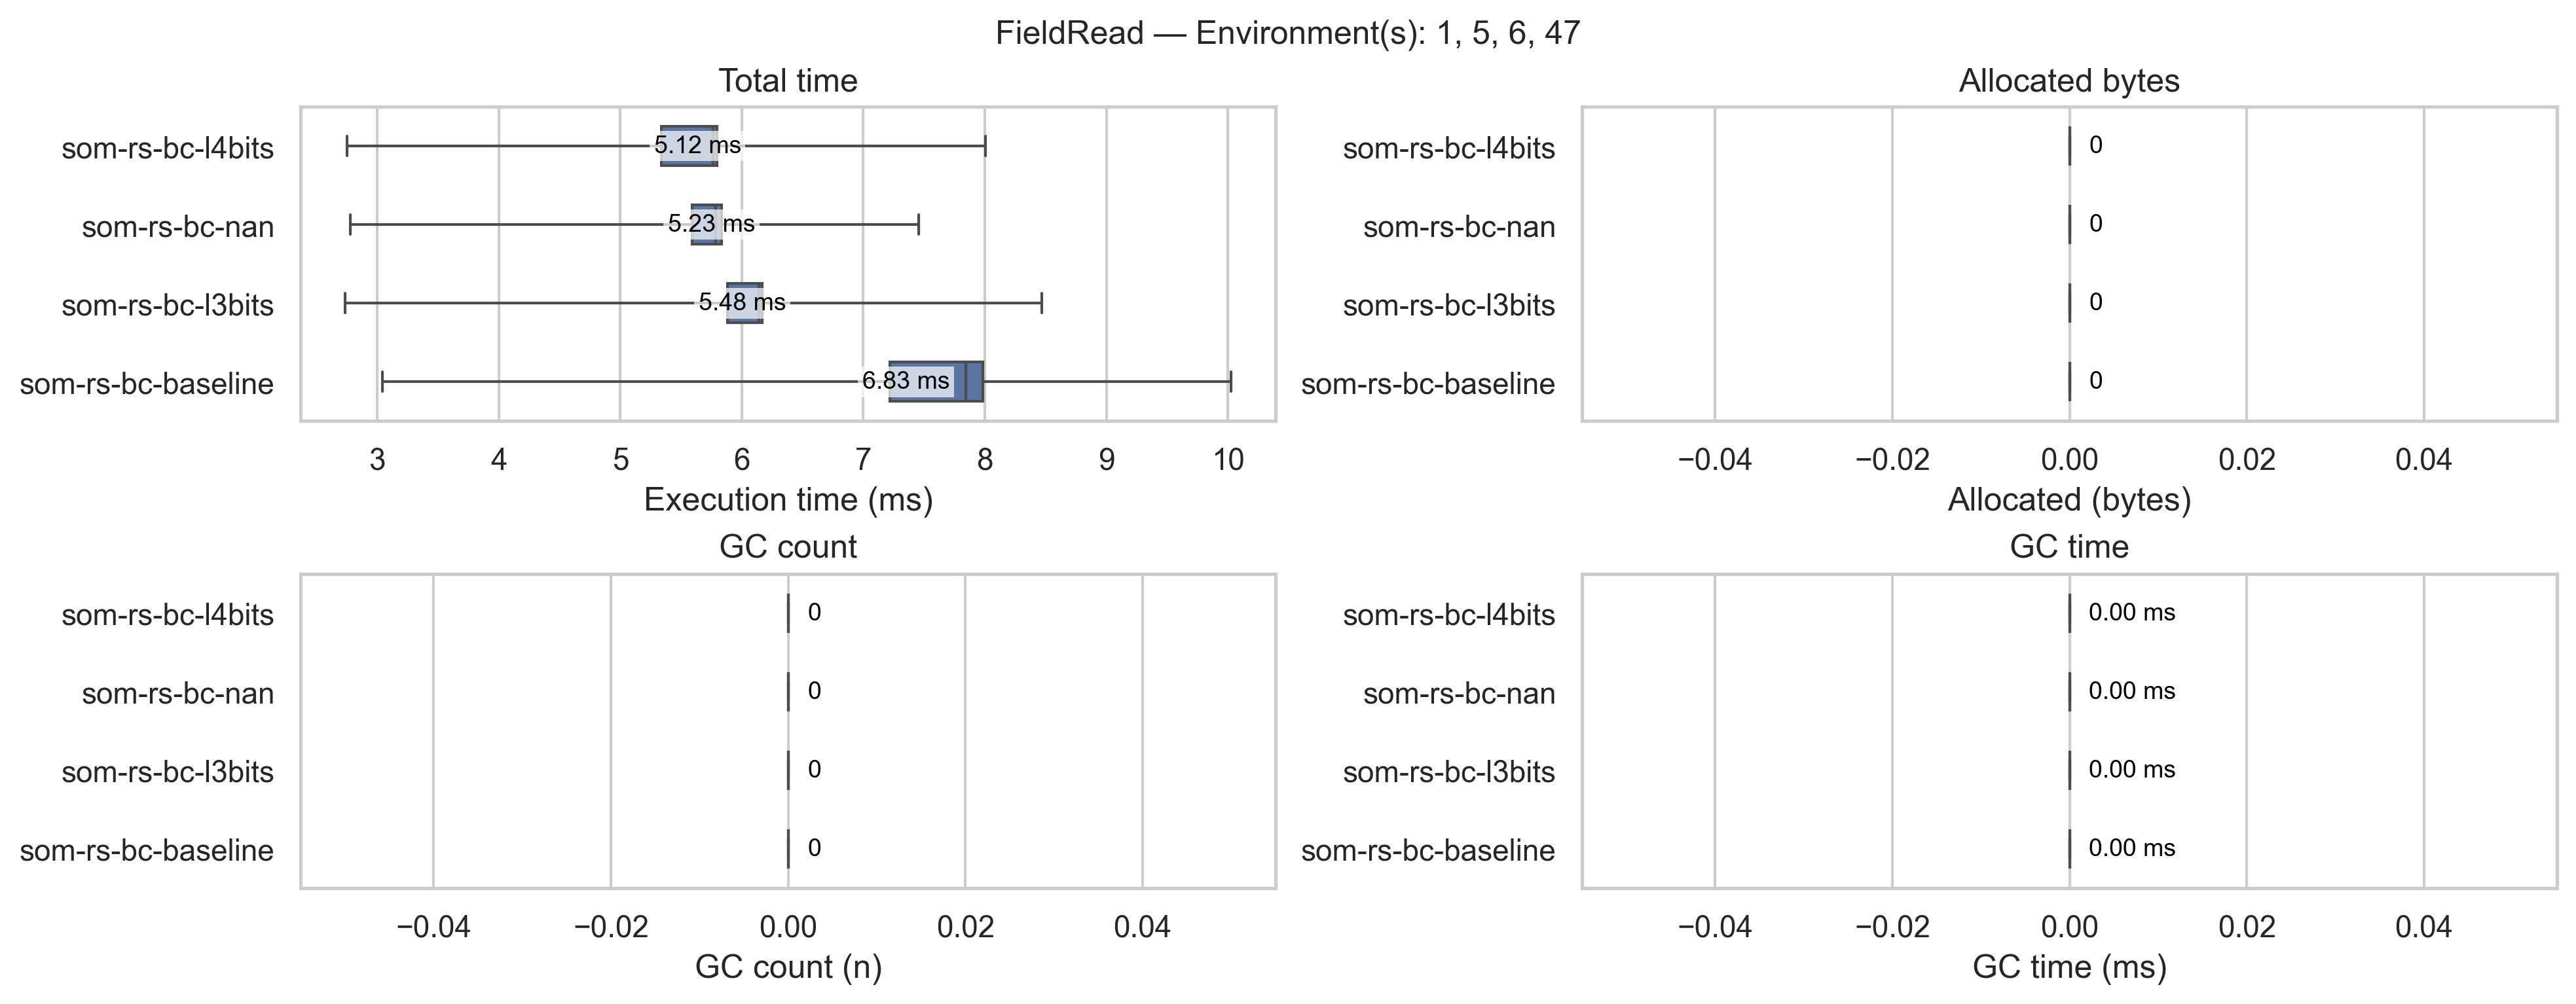 FieldRead — Environment(s): 1, 5, 6, 47
Total time
som-rs-bc-l4bits
som-rs-bc-nan
som-rs-bc-l3bits
som-rs-bc-baseline
5.12 ms
5.23 ms
5.48 ms
6.83 ms
3 4 5 6 7 8 9 10
Execution time (ms)
Allocated bytes
som-rs-bc-l4bits
som-rs-bc-nan
som-rs-bc-l3bits
som-rs-bc-baseline
0
0
0
0
−0.04 −0.02 0.00 0.02 0.04
Allocated (bytes)
GC count
som-rs-bc-l4bits
som-rs-bc-nan
som-rs-bc-l3bits
som-rs-bc-baseline
0
0
0
0
−0.04 −0.02 0.00 0.02 0.04
GC count (n)
GC time
som-rs-bc-l4bits
som-rs-bc-nan
som-rs-bc-l3bits
som-rs-bc-baseline
0.00 ms
0.00 ms
0.00 ms
0.00 ms
−0.04 −0.02 0.00 0.02 0.04
GC time (ms)